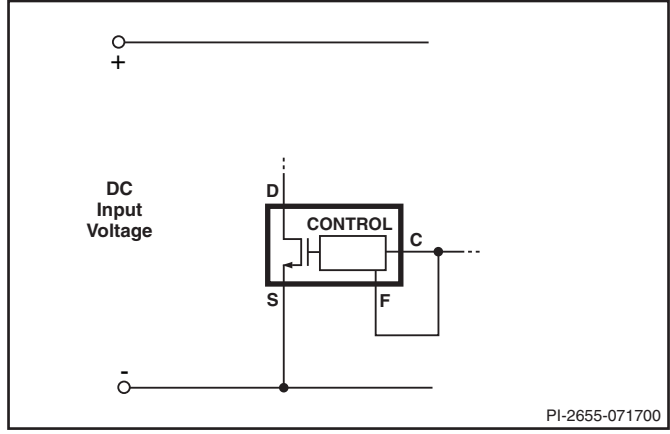 +
DC
Input
Voltage
D
CONTROL
C
S
F
-
PI-2655-071700